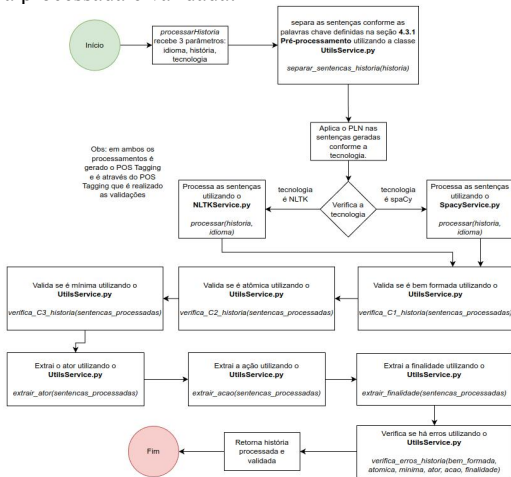 a processada e validada.
Início
processarHistoria
recebe 3 parâmetros:
idioma, história,
tecnologia
separa as sentenças conforme as
palavras chave definidas na seção 4.3.1
Pré-processamento utilizando a classe
UtilsService.py
separar_sentencas_historia(historia)
Aplica o PLN nas
sentenças geradas
conforme a
tecnologia.
Obs: em ambos os
processamentos é
gerado o POS Tagging
e é através do POS
Tagging que é realizado
as validações
Processa as sentenças
utilizando o
NLTKService.py
processar(historia,
idioma)
tecnologia
é NLTK
Verifica a
tecnologia
tecnologia
é spaCy
Processa as sentenças
utilizando o
SpacyService.py
processar(historia,
idioma)
Valida se é mínima utilizando o
UtilsService.py
verifica_C3_historia(sentencas_processadas)
Valida se é atômica utilizando o
UtilsService.py
verifica_C2_historia(sentencas_processadas)
Valida se é bem formada utilizando o
UtilsService.py
verifica_C1_historia(sentencas_processadas)
Extrai o ator utilizando o
UtilsService.py
extrair_ator(sentencas_processadas)
Extrai a ação utilizando o
UtilsService.py
extrair_acao(sentencas_processadas)
Extrai a finalidade utilizando o
UtilsService.py
extrair_finalidade(sentencas_processadas)
Fim
Retorna história
processada e
validada
Verifica se há erros utilizando o
UtilsService.py
verifica_erros_historia(bem_formada,
atomica, minima, ator, acao, finalidade)